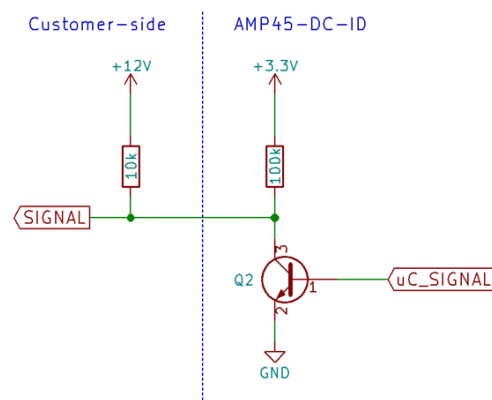 Customer-side
AMP45-DC-ID
+12V
+3.3V
10k
100k
SIGNAL
3
Q2
1
uC_SIGNAL
2
GND